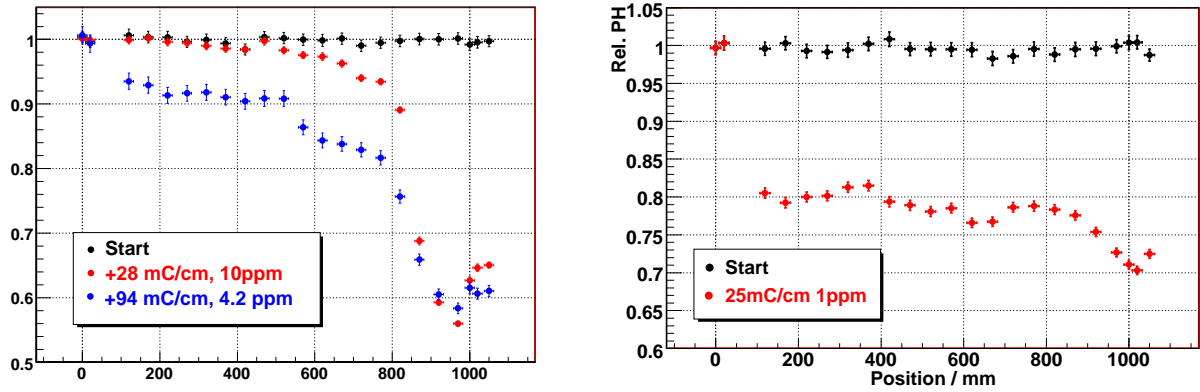 1
0.9
0.8
0.7
0.6
0.5
0 200 400 600 800 1000
Start
+28 mC/cm, 10ppm
+94 mC/cm, 4.2 ppm
Rel. PH
1.05
1
0.95
0.9
0.85
0.8
0.75
0.7
0.65
0.6
0 200 400 600 800 1000
Position / mm
Start
25mC/cm 1ppm